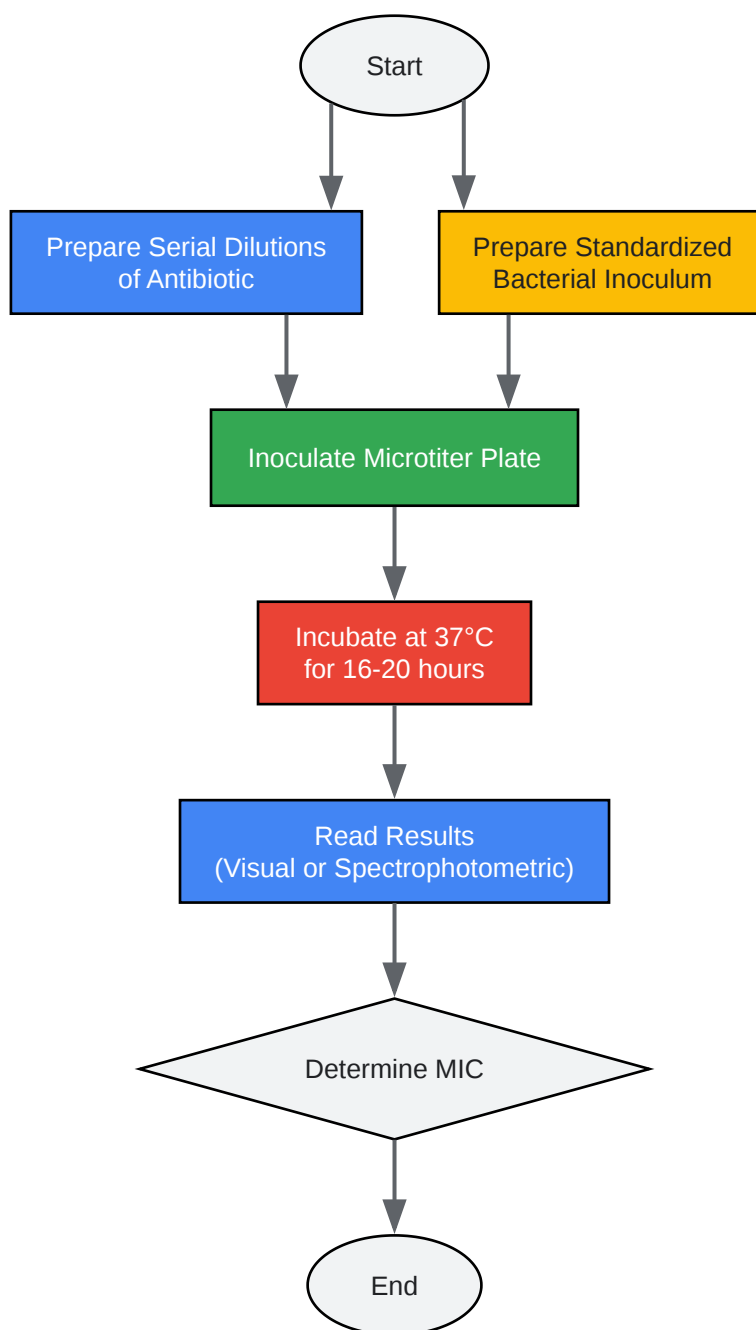 Start
Prepare Serial Dilutions
of Antibiotic
Prepare Standardized
Bacterial Inoculum
Inoculate Microtiter Plate
Incubate at 37°C
for 16-20 hours
Read Results
(Visual or Spectrophotometric)
Determine MIC
End